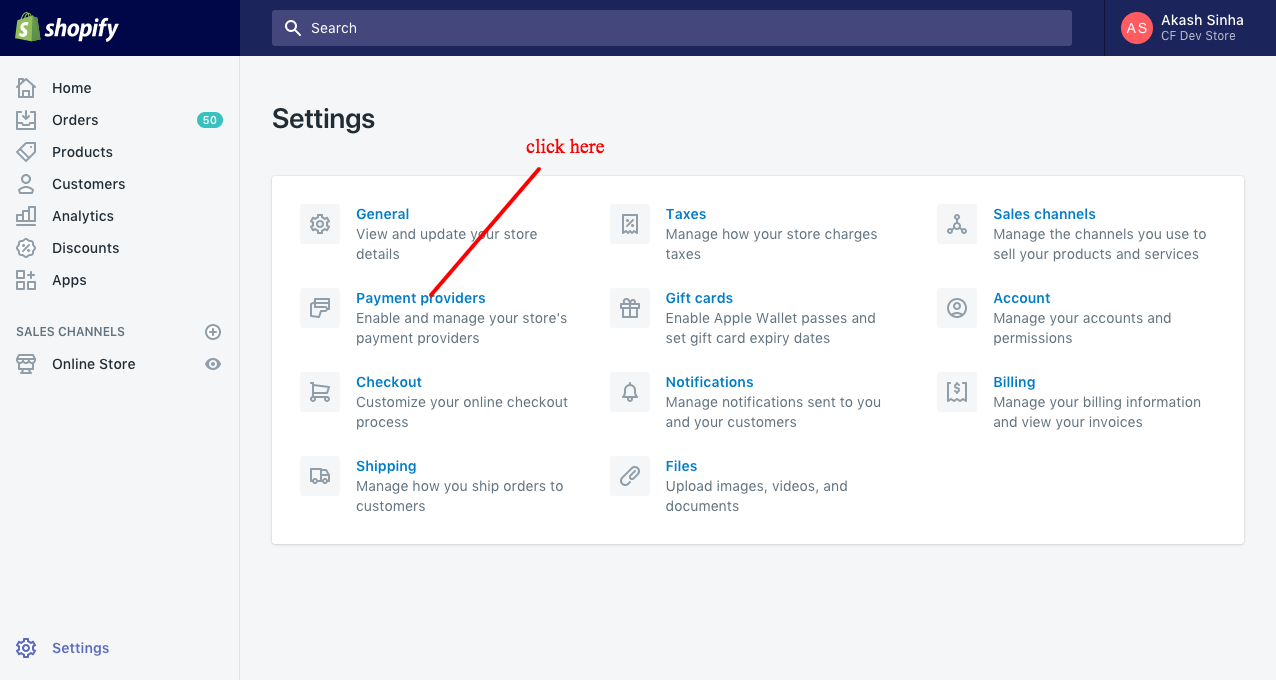 shopify
Search
AS
Akash Sinha
CF Dev Store
Home
Orders
50
Products
Customers
Analytics
Discounts
Apps
SALES CHANNELS
Online Store
Settings
Settings
click here
General
View and update your store
details
Payment providers
Enable and manage your store's
payment providers
Checkout
Customize your online checkout
process
Shipping
Manage how you ship orders to
customers
Taxes
Manage how your store charges
taxes
Gift cards
Enable Apple Wallet passes and
set gift card expiry dates
Notifications
Manage notifications sent to you
and your customers
Files
Upload images, videos, and
documents
Sales channels
Manage the channels you use to
sell your products and services
Account
Manage your accounts and
permissions
Billing
Manage your billing information
and view your invoices